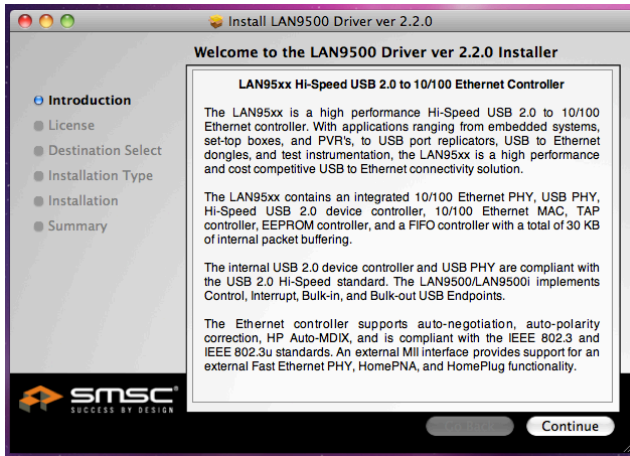 Install LAN9500 Driver ver 2.2.0
Welcome to the LAN9500 Driver ver 2.2.0 Installer
Introduction
License
Destination Select
Installation Type
Installation
Summary
LAN95xx Hi-Speed USB 2.0 to 10/100 Ethernet Controller
The LAN95xx is a high performance Hi-Speed USB 2.0 to 10/100
Ethernet controller. With applications ranging from embedded systems,
set-top boxes, and PVR's, to USB port replicators, USB to Ethernet
dongles, and test instrumentation, the LAN95xx is a high performance
and cost competitive USB to Ethernet connectivity solution.
The LAN95xx contains an integrated 10/100 Ethernet PHY, USB PHY,
Hi-Speed USB 2.0 device controller, 10/100 Ethernet MAC, TAP
controller, EEPROM controller, and a FIFO controller with a total of 30 KB
of internal packet buffering.
The internal USB 2.0 device controller and USB PHY are compliant with
the USB 2.0 Hi-Speed standard. The LAN9500/LAN9500i implements
Control, Interrupt, Bulk-in, and Bulk-out USB Endpoints.
The Ethernet controller supports auto-negotiation, auto-polarity
correction, HP Auto-MDIX, and is compliant with the IEEE 802.3 and
IEEE 802.3u standards. An external MII interface provides support for an
external Fast Ethernet PHY, HomePNA, and HomePlug functionality.
smsc
SUCCESS BY DESIGN
Go Back
Continue